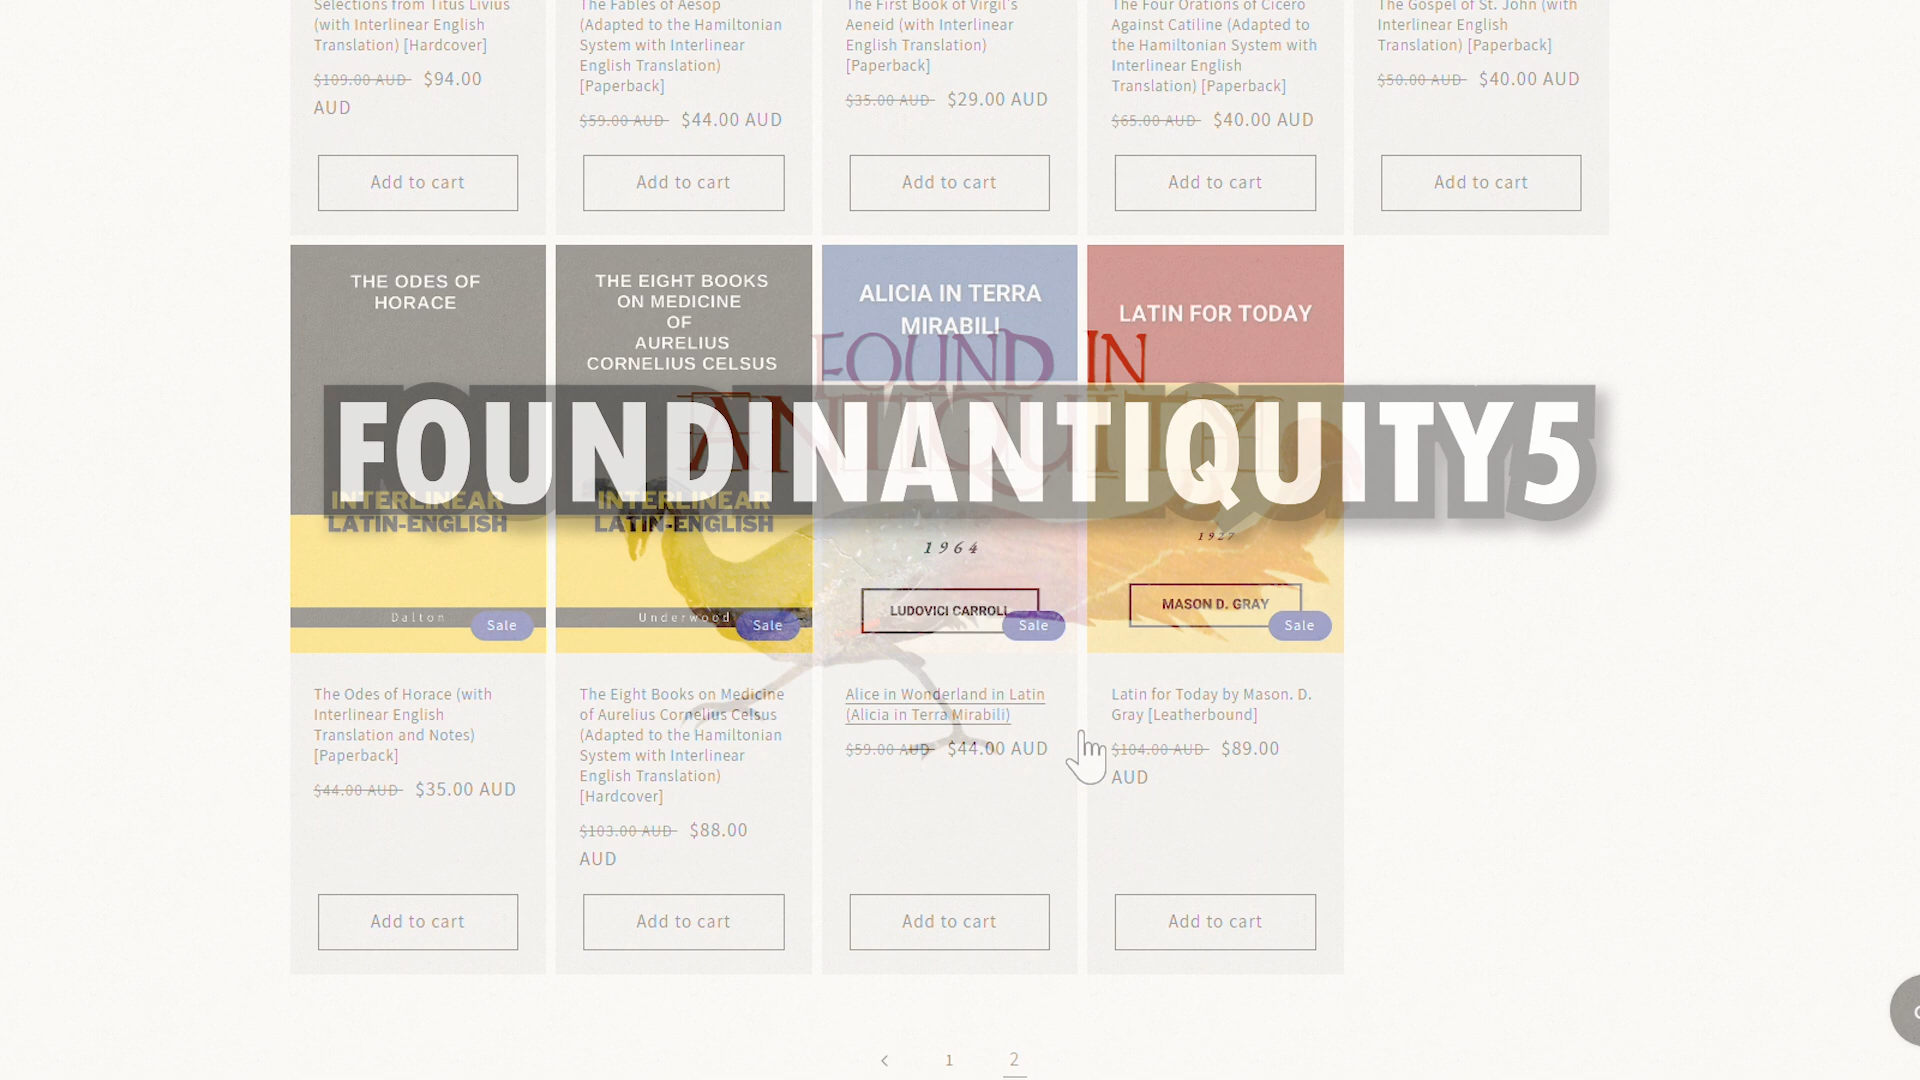 Selections from Titus Livius
(with Interlinear English
Translation) [Hardcover]
$109.00 AUD $94.00
AUD
Add to cart
The Fables of Aesop
(Adapted to the Hamiltonian
System with Interlinear
English Translation)
[Paperback]
$59.00 AUD $44.00 AUD
Add to cart
The First Book of Virgil's
Aeneid (with Interlinear
English Translation)
[Paperback]
$35.00 AUD $29.00 AUD
Add to cart
The Four Orations of Cicero
Against Catiline (Adapted to
the Hamiltonian System with
Interlinear English
Translation) [Paperback]
$65.00 AUD $40.00 AUD
Add to cart
The Gospel of St. John (with
Interlinear English
Translation) [Paperback]
$50.00 AUD $40.00 AUD
Add to cart
THE ODES OF
HORACE
INTERLINEAR
LATIN-ENGLISH
Dalton
Sale
THE EIGHT BOOKS
ON MEDICINE
OF
AURELIUS
CORNELIUS CELSUS
INTERLINEAR
LATIN-ENGLISH
Underwood
Sale
ALICIA IN TERRA
MIRABILI
1964
LUDOVICI CARROLL
Sale
LATIN FOR TODAY
1927
MASON D. GRAY
Sale
FOUND IN
ANTIQUITY
FOUNDINANTIQUITY5
The Odes of Horace (with
Interlinear English
Translation and Notes)
[Paperback]
$44.00 AUD $35.00 AUD
Add to cart
The Eight Books on Medicine
of Aurelius Cornelius Celsus
(Adapted to the Hamiltonian
System with Interlinear
English Translation)
[Hardcover]
$103.00 AUD $88.00
AUD
Add to cart
Alice in Wonderland in Latin
(Alicia in Terra Mirabili)
$59.00 AUD $44.00 AUD
Add to cart
Latin for Today by Mason. D.
Gray [Leatherbound]
$104.00 AUD $89.00
AUD
Add to cart
1 2